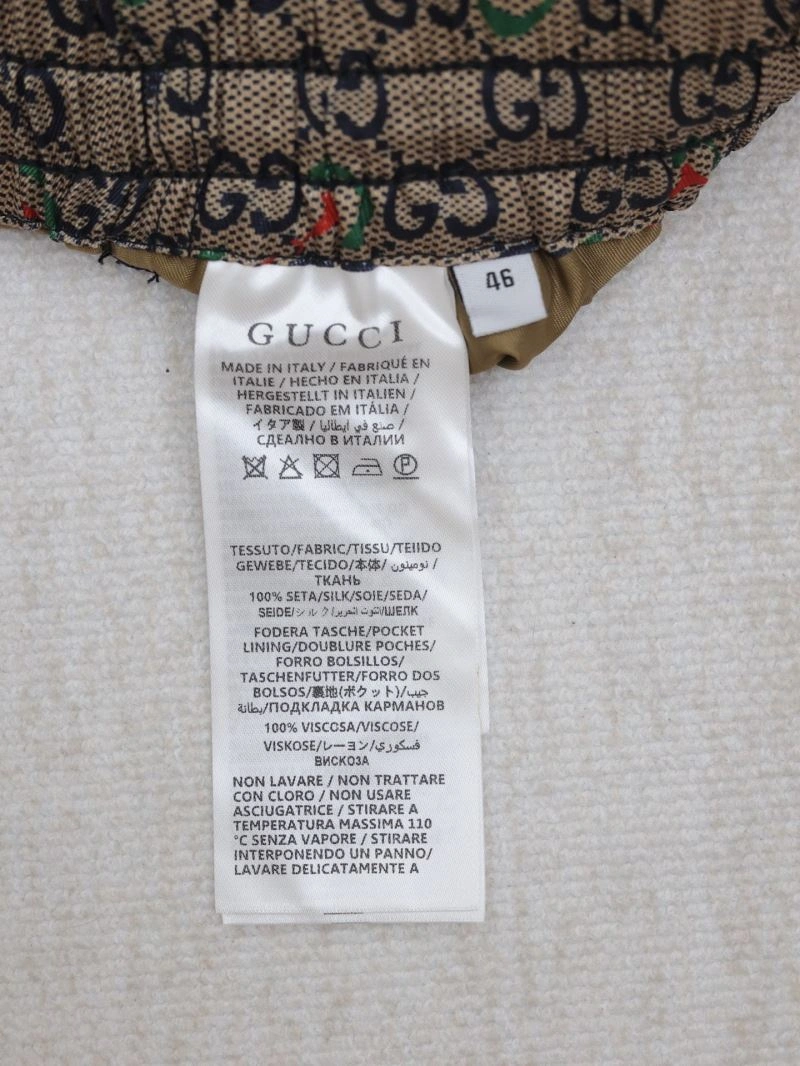 46
GUCCI
MADE IN ITALY / FABRIQUÉ EN
ITALIE / HECHO EN ITALIA /
HERGESTELLT IN ITALIEN /
FABRICADO EM ITÁLIA /
イタリア製 / صنع في ايطاليا /
СДЕЛАНО В ИТАЛИИ
P
TESSUTO/FABRIC/TISSU/TEJIDO
GEWEBE/TECIDO/本体/ /
ТКАНЬ
100% SETA/SILK/SOIE/SEDA/
SEIDE/シルク/ /ШЕЛК
FODERA TASCHE/POCKET
LINING/DOUBLURE POCHES/
FORRO BOLSILLOS/
TASCHENFUTTER/FORRO DOS
BOLSOS/裏地(ポケット)/جيب
بطانة/ПОДКЛАДКА КАРМАНОВ
100% VISCOSA/VISCOSE/
VISKOSE/レーヨン/فسكوزي
ВИСКОЗА
NON LAVARE / NON TRATTARE
CON CLORO / NON USARE
ASCIUGATRICE / STIRARE A
TEMPERATURA MASSIMA 110
°C SENZA VAPORE / STIRARE
INTERPONENDO UN PANNO/
LAVARE DELICATAMENTE A